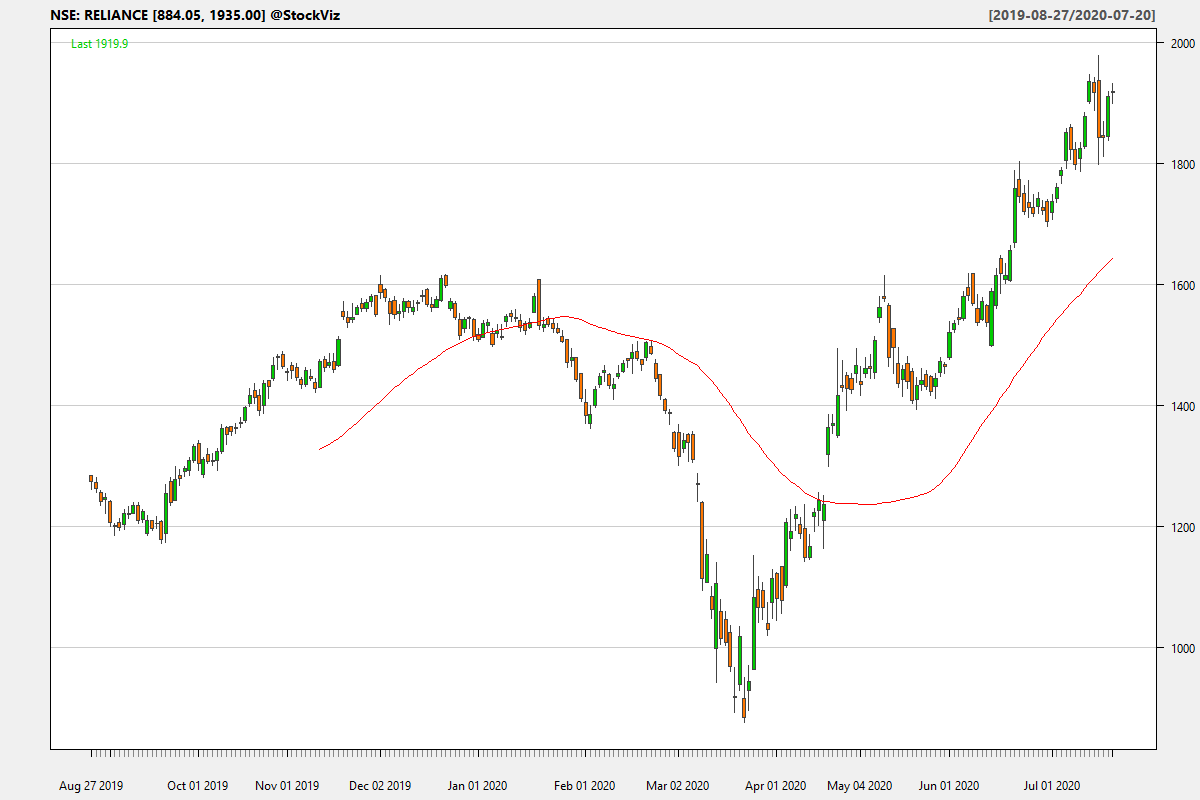 NSE: RELIANCE [884.05, 1935.00] @StockViz
[2019-08-27/2020-07-20]
Last 1919.9
2000
1800
1600
1400
1200
1000
Aug 27 2019 Oct 01 2019 Nov 01 2019 Dec 02 2019 Jan 01 2020 Feb 01 2020 Mar 02 2020 Apr 01 2020 May 04 2020 Jun 01 2020 Jul 01 2020